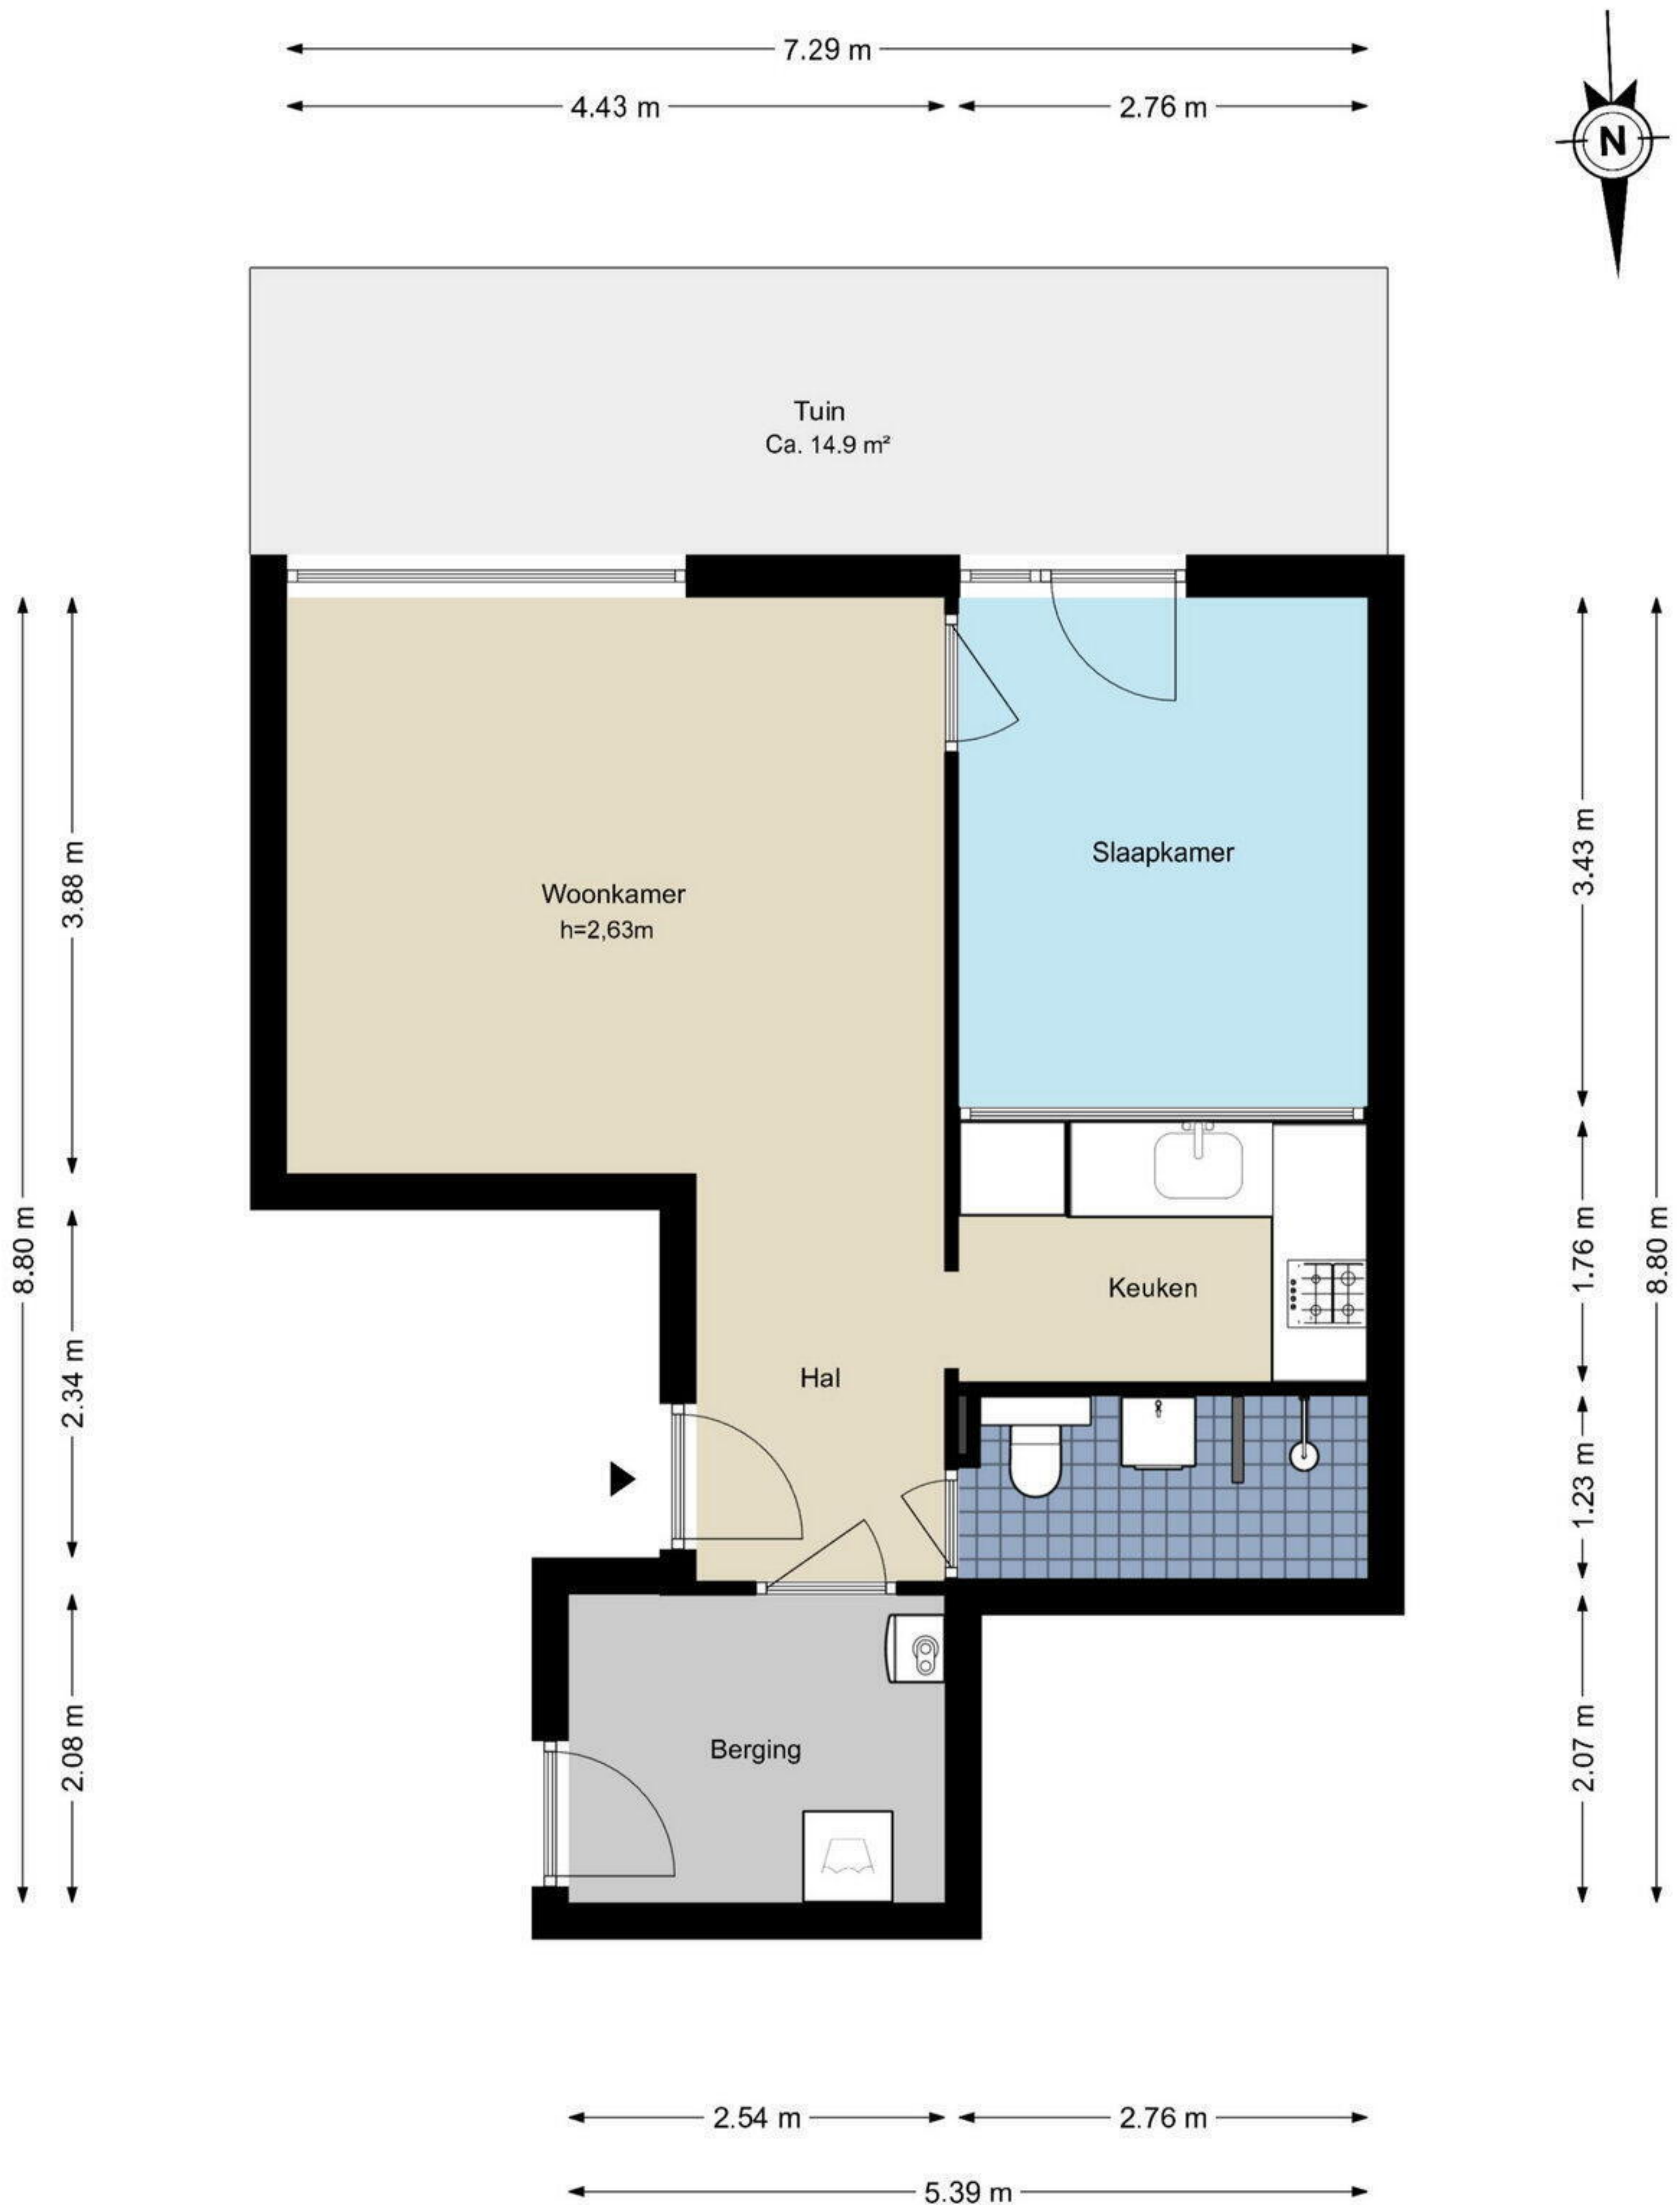 7.29 m
4.43 m
2.76 m
N
Tuin
Ca. 14.9 m²
Slaapkamer
Woonkamer
h=2,63m
3.88 m
3.43 m
8.80 m
2.34 m
1.76 m
8.80 m
Keuken
Hal
1.23 m
2.08 m
Berging
2.07 m
2.54 m
2.76 m
5.39 m